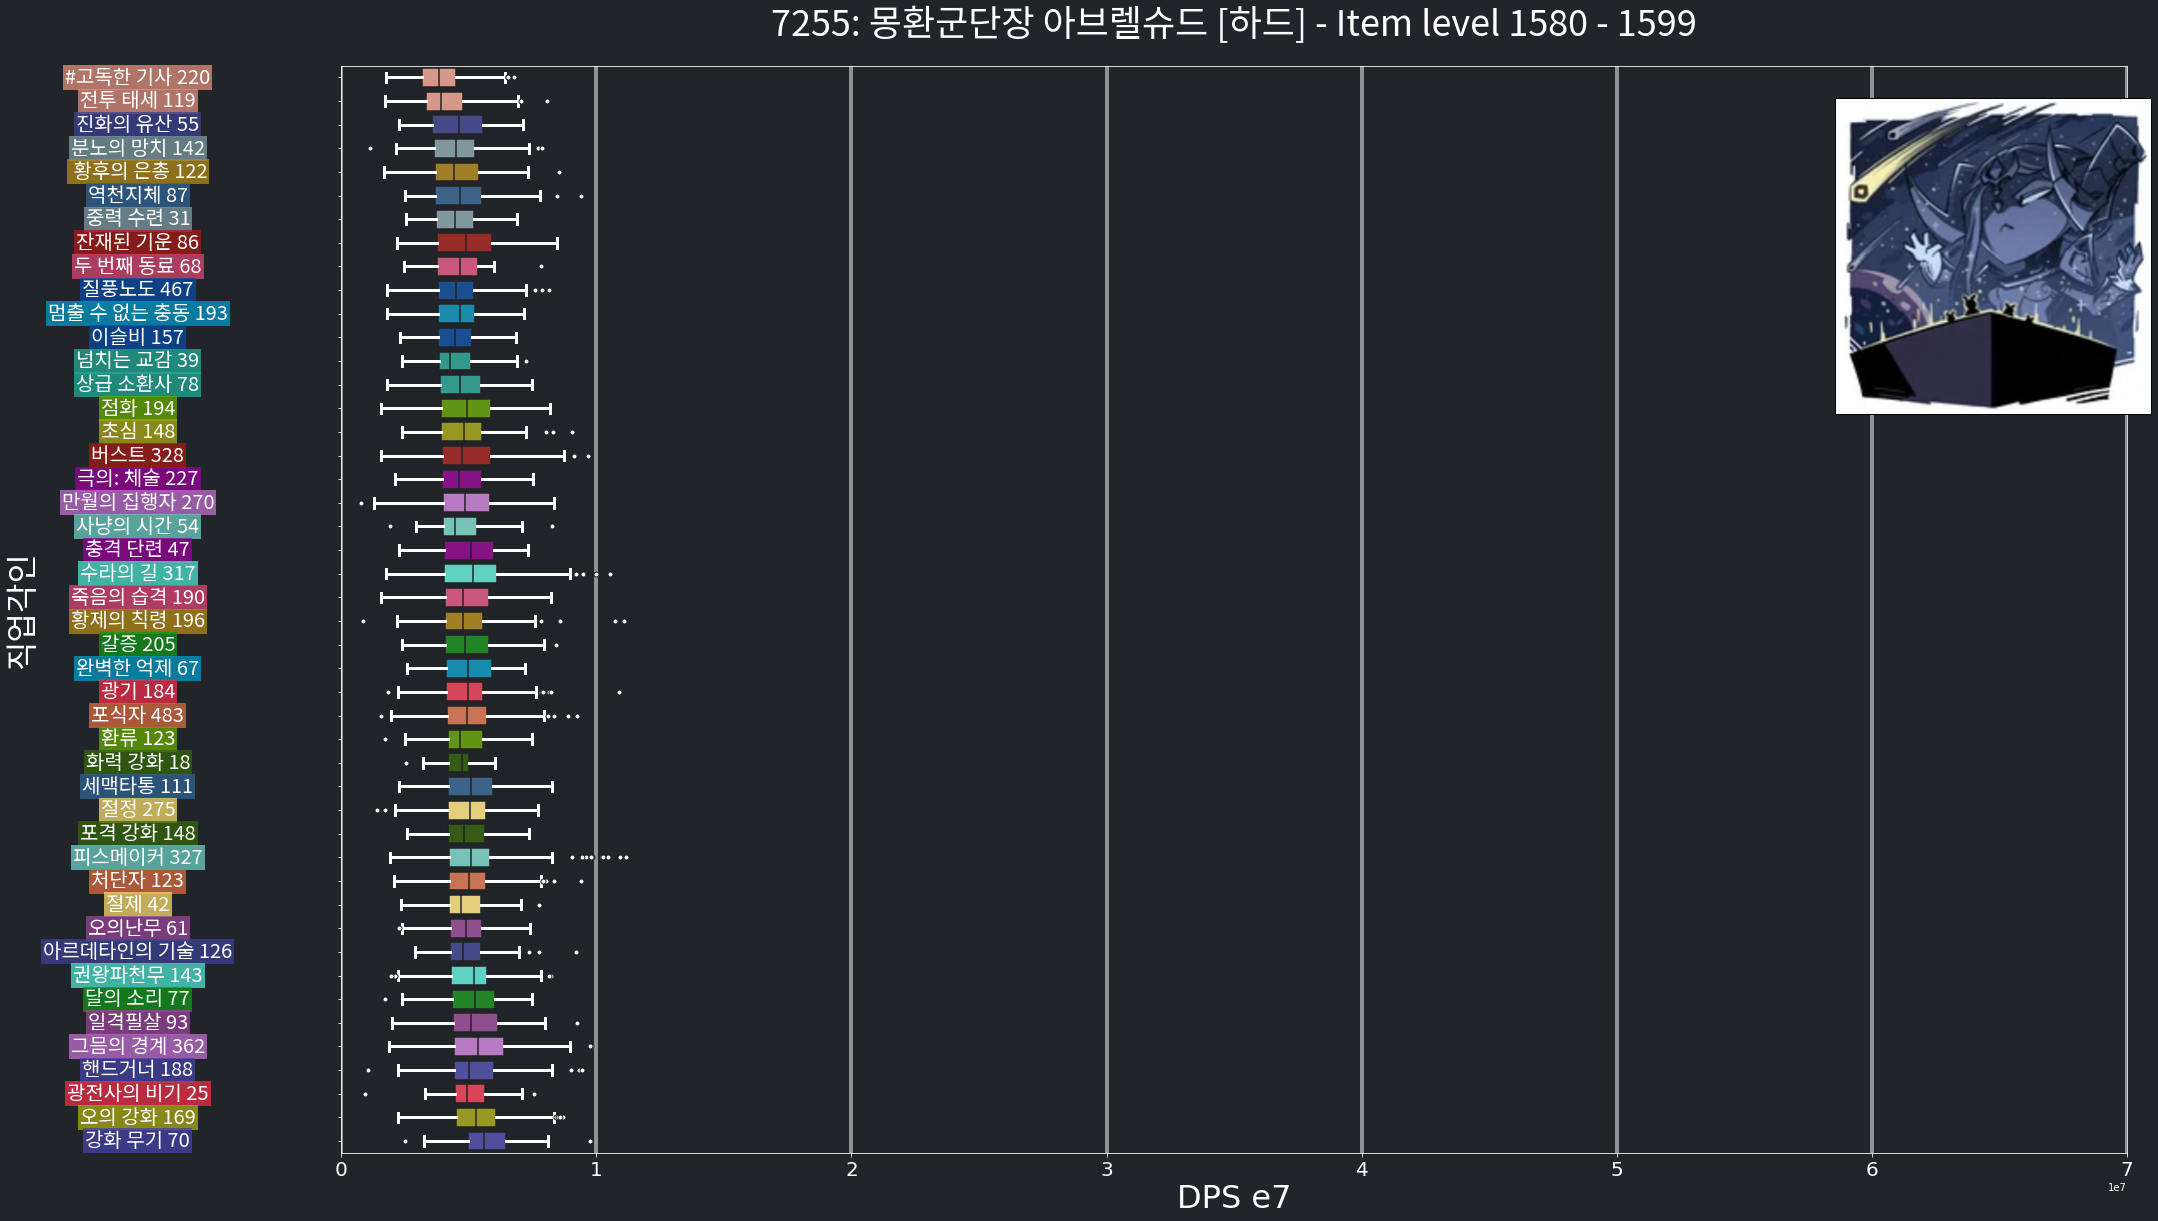 7255: 몽환군단장 아브렐슈드 [하드] - Item level 1580 - 1599
#고독한 기사 220
전투 태세 119
진화의 유산 55
분노의 망치 142
황후의 은총 122
역천지체 87
중력 수련 31
잔재된 기운 86
두 번째 동료 68
질풍노도 467
멈출 수 없는 충동 193
이슬비 157
넘치는 교감 39
상급 소환사 78
점화 194
초심 148
버스트 328
극의: 체술 227
만월의 집행자 270
사냥의 시간 54
충격 단련 47
수라의 길 317
죽음의 습격 190
황제의 칙령 196
갈증 205
완벽한 억제 67
광기 184
포식자 483
환류 123
화력 강화 18
세맥타통 111
절정 275
포격 강화 148
피스메이커 327
처단자 123
절제 42
오의난무 61
아르데타인의 기술 126
권왕파천무 143
달의 소리 77
일격필살 93
그믐의 경계 362
핸드거너 188
광전사의 비기 25
오의 강화 169
강화 무기 70
직업각인
0 1 2 3 4 5 6 7
1e7
DPS e7